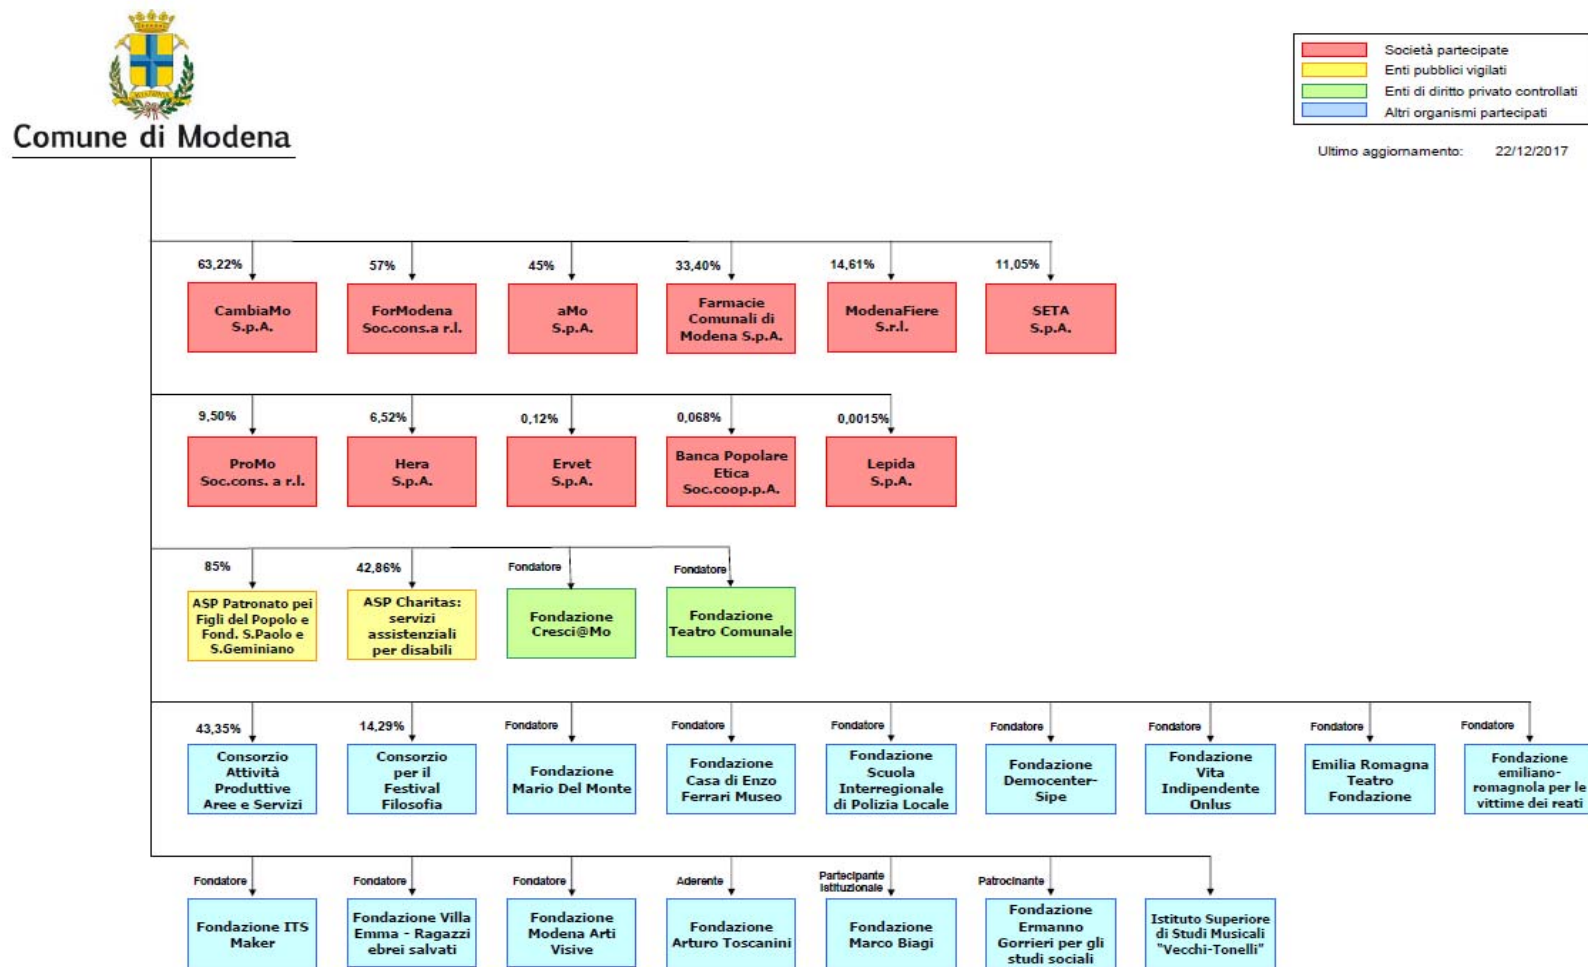 Comune di Modena
Società partecipate
Enti pubblici vigilati
Enti di diritto privato controllati
Altri organismi partecipati
Ultimo aggiornamento: 22/12/2017
63,22%
57%
45%
33,40%
14,61%
11,05%
CambiaMo
S.p.A.
ForModena
Soc.cons.a r.l.
aMo
S.p.A.
Farmacie
Comunali di
Modena S.p.A.
ModenaFiere
S.r.l.
SETA
S.p.A.
9,50%
6,52%
0,12%
0,068%
0,0015%
ProMo
Soc.cons. a r.l.
Hera
S.p.A.
Ervet
S.p.A.
Banca Popolare
Etica
Soc.coop.p.A.
Lepida
S.p.A.
85%
42,86%
Fondatore
Fondatore
ASP Patronato pei
Figli del Popolo e
Fond. S.Paolo e
S.Geminiano
ASP Charitas:
servizi
assistenziali
per disabili
Fondazione
Cresci@Mo
Fondazione
Teatro Comunale
43,35%
14,29%
Fondatore
Fondatore
Fondatore
Fondatore
Fondatore
Fondatore
Fondatore
Consorzio
Attività
Produttive
Aree e Servizi
Consorzio
per il
Festival
Filosofia
Fondazione
Mario Del Monte
Fondazione
Casa di Enzo
Ferrari Museo
Fondazione
Scuola
Interregionale
di Polizia Locale
Fondazione
Democenter-
Sipe
Fondazione
Vita
Indipendente
Onlus
Emilia Romagna
Teatro
Fondazione
Fondazione
emiliano-
romagnola per le
vittime dei reati
Fondatore
Fondatore
Fondatore
Aderente
Partecipante
istituzionale
Patrocinante
Fondazione ITS
Maker
Fondazione Villa
Emma - Ragazzi
ebrei salvati
Fondazione
Modena Arti
Visive
Fondazione
Arturo Toscanini
Fondazione
Marco Biagi
Fondazione
Ermanno
Gorrieri per gli
studi sociali
Istituto Superiore
di Studi Musicali
"Vecchi-Tonelli"